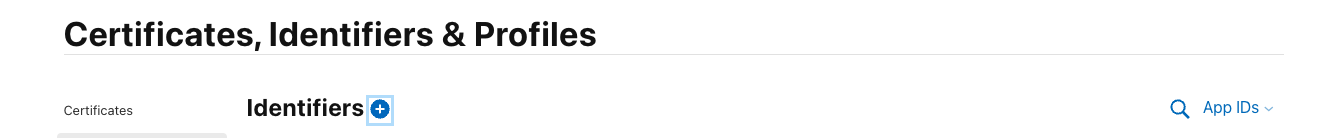 Certificates, Identifiers & Profiles
Certificates
Identifiers
App IDs